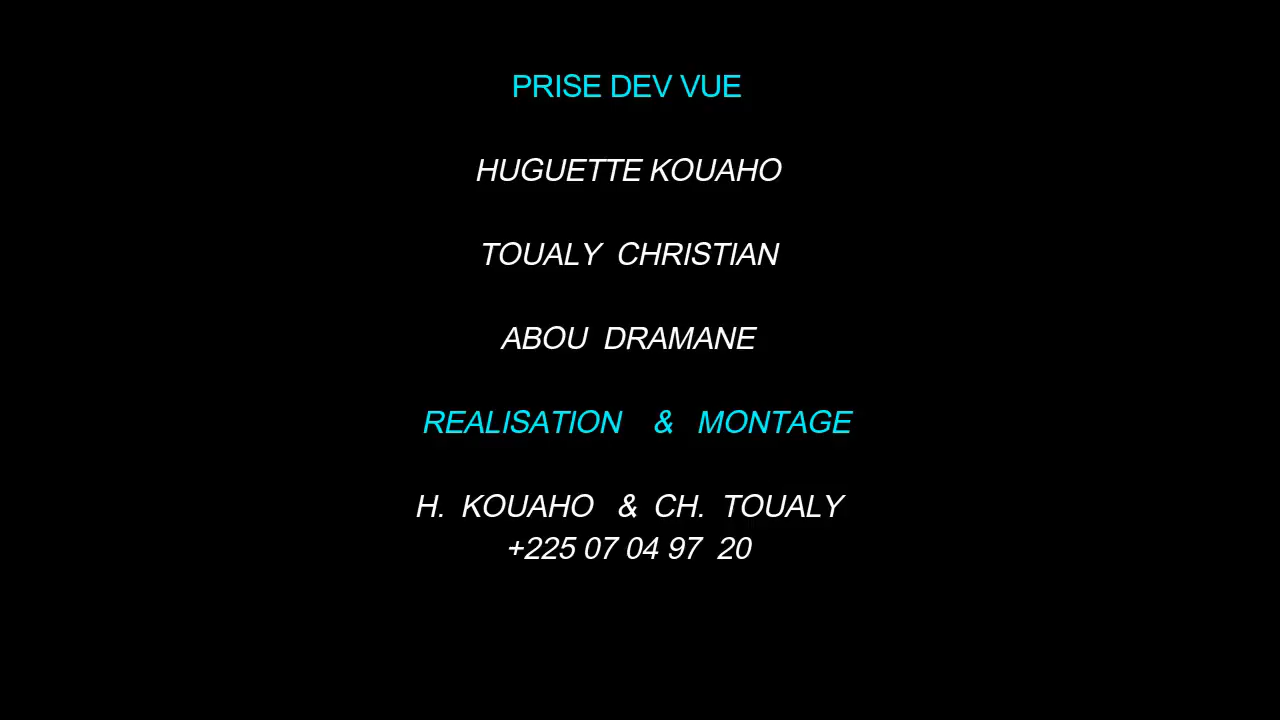 PRISE DEV VUE
HUGUETTE KOUAHO
TOUALY CHRISTIAN
ABOU DRAMANE
REALISATION & MONTAGE
H. KOUAHO & CH. TOUALY
+225 07 04 97 20